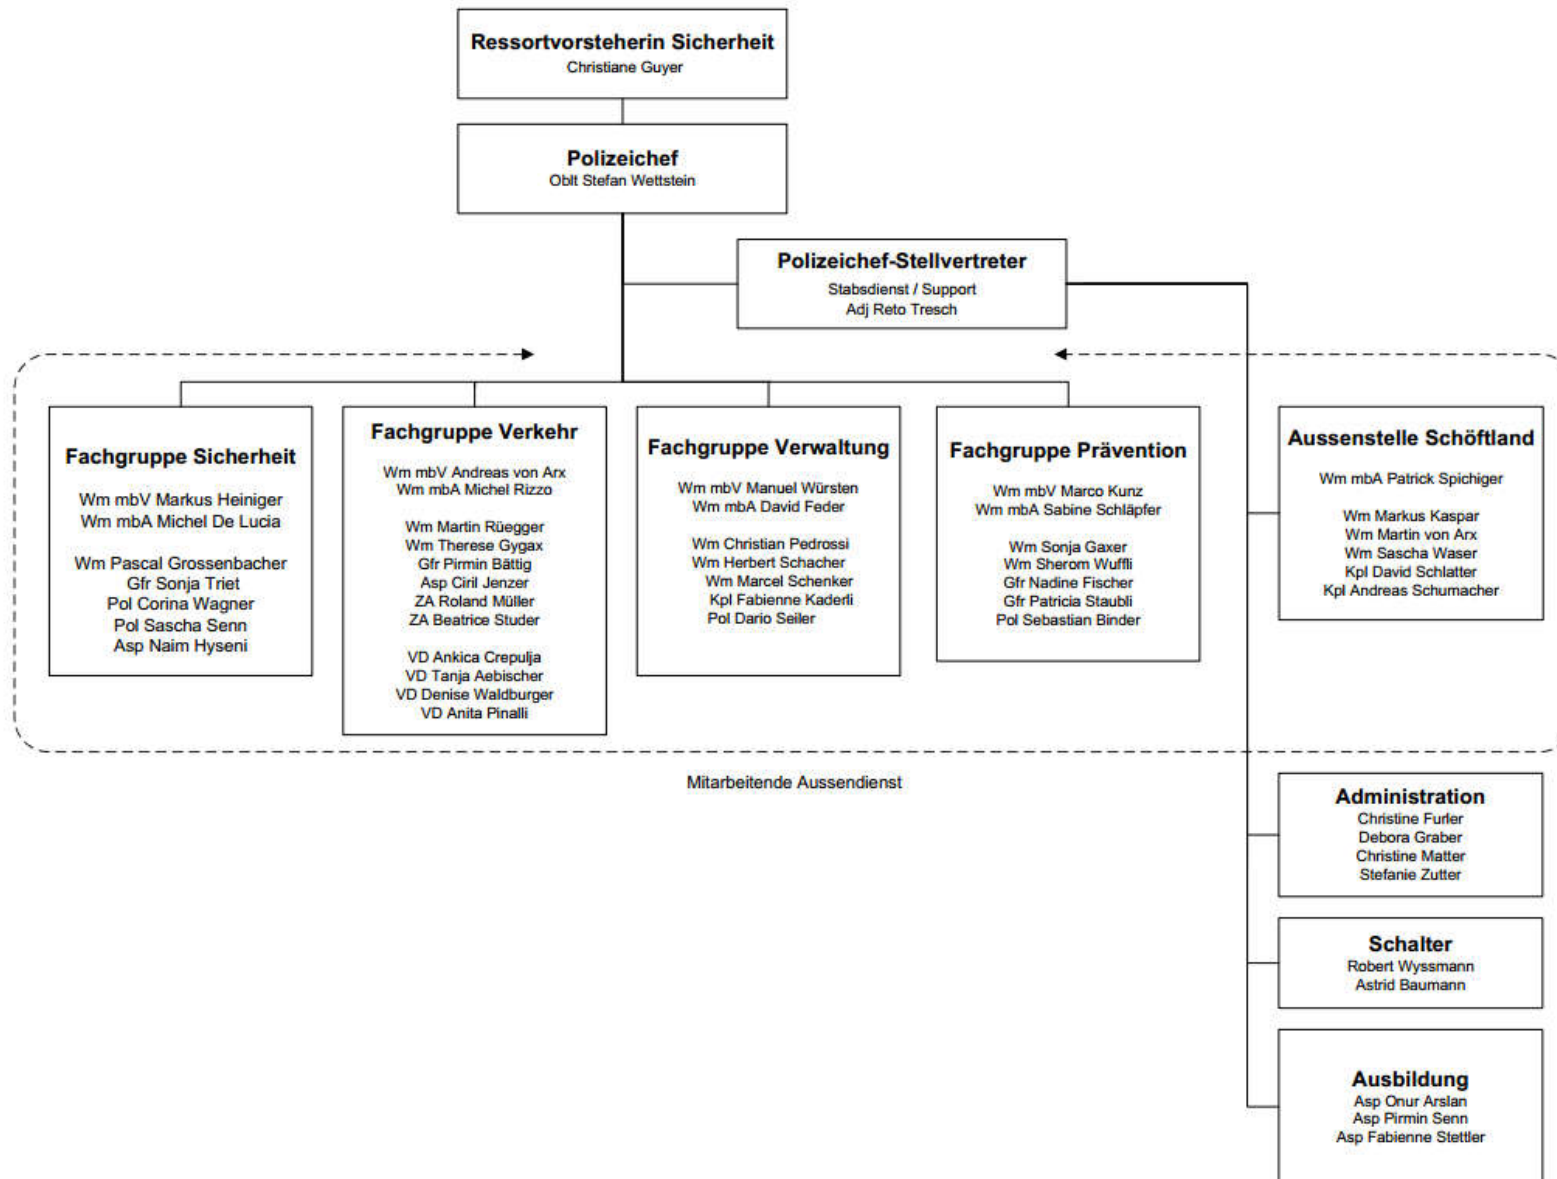 Ressortvorsteherin Sicherheit
Christiane Guyer
Polizeichef
Oblt Stefan Wettstein
Polizeichef-Stellvertreter
Stabsdienst / Support
Adj Reto Tresch
Fachgruppe Sicherheit
Wm mbV Markus Heiniger
Wm mbA Michel De Lucia
Wm Pascal Grossenbacher
Gfr Sonja Triet
Pol Corina Wagner
Pol Sascha Senn
Asp Naim Hyseni
Fachgruppe Verkehr
Wm mbV Andreas von Arx
Wm mbA Michel Rizzo
Wm Martin Rüegger
Wm Therese Gygax
Gfr Pirmin Bättig
Asp Ciril Jenzer
ZA Roland Müller
ZA Beatrice Studer
VD Ankica Crepulja
VD Tanja Aebischer
VD Denise Waldburger
VD Anita Pinalli
Fachgruppe Verwaltung
Wm mbV Manuel Würsten
Wm mbA David Feder
Wm Christian Pedrossi
Wm Herbert Schacher
Wm Marcel Schenker
Kpl Fabienne Kaderli
Pol Dario Seiler
Fachgruppe Prävention
Wm mbV Marco Kunz
Wm mbA Sabine Schläpfer
Wm Sonja Gaxer
Wm Sherom Wuffli
Gfr Nadine Fischer
Gfr Patricia Staubli
Pol Sebastian Binder
Aussenstelle Schöftland
Wm mbA Patrick Spichiger
Wm Markus Kaspar
Wm Martin von Arx
Wm Sascha Waser
Kpl David Schlatter
Kpl Andreas Schumacher
Mitarbeitende Aussendienst
Administration
Christine Furler
Debora Graber
Christine Matter
Stefanie Zutter
Schalter
Robert Wyssmann
Astrid Baumann
Ausbildung
Asp Onur Arslan
Asp Pirmin Senn
Asp Fabienne Stettler